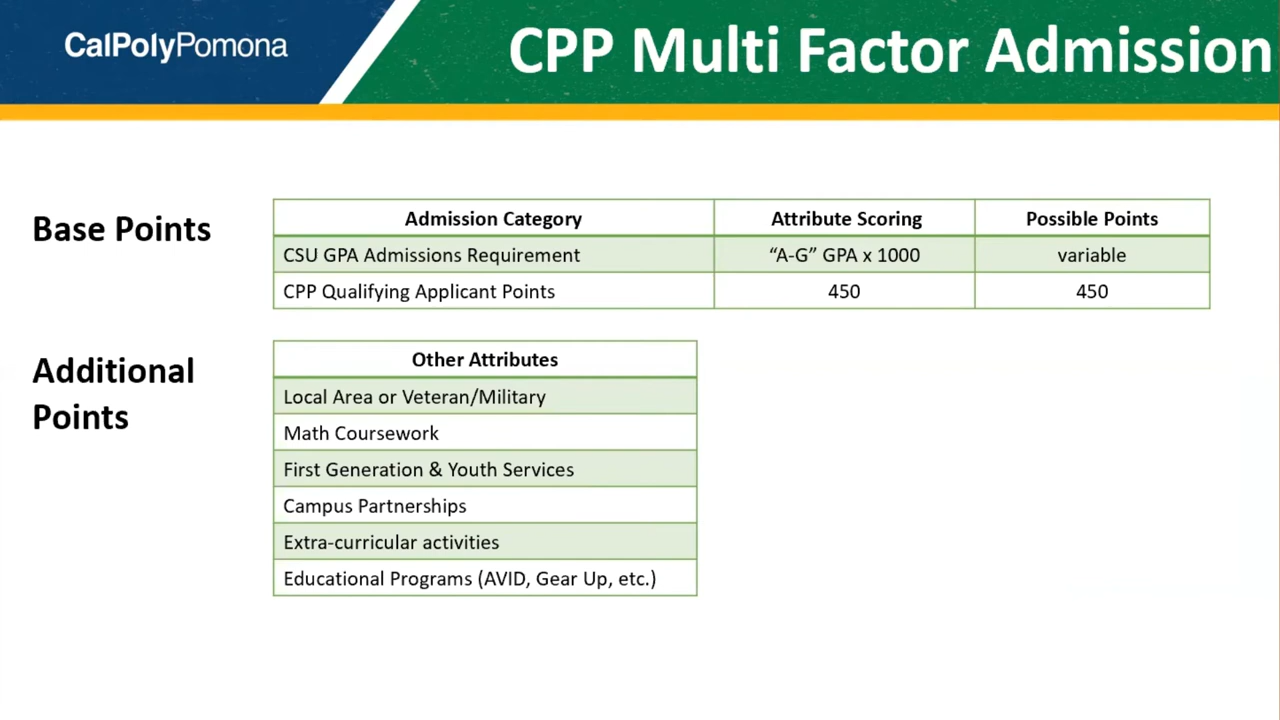 CalPolyPomona
CPP Multi Factor Admission
Base Points
Admission Category Attribute Scoring Possible Points
CSU GPA Admissions Requirement “A-G” GPA x 1000 variable
CPP Qualifying Applicant Points 450 450
Additional
Points
Other Attributes
Local Area or Veteran/Military
Math Coursework
First Generation & Youth Services
Campus Partnerships
Extra-curricular activities
Educational Programs (AVID, Gear Up, etc.)